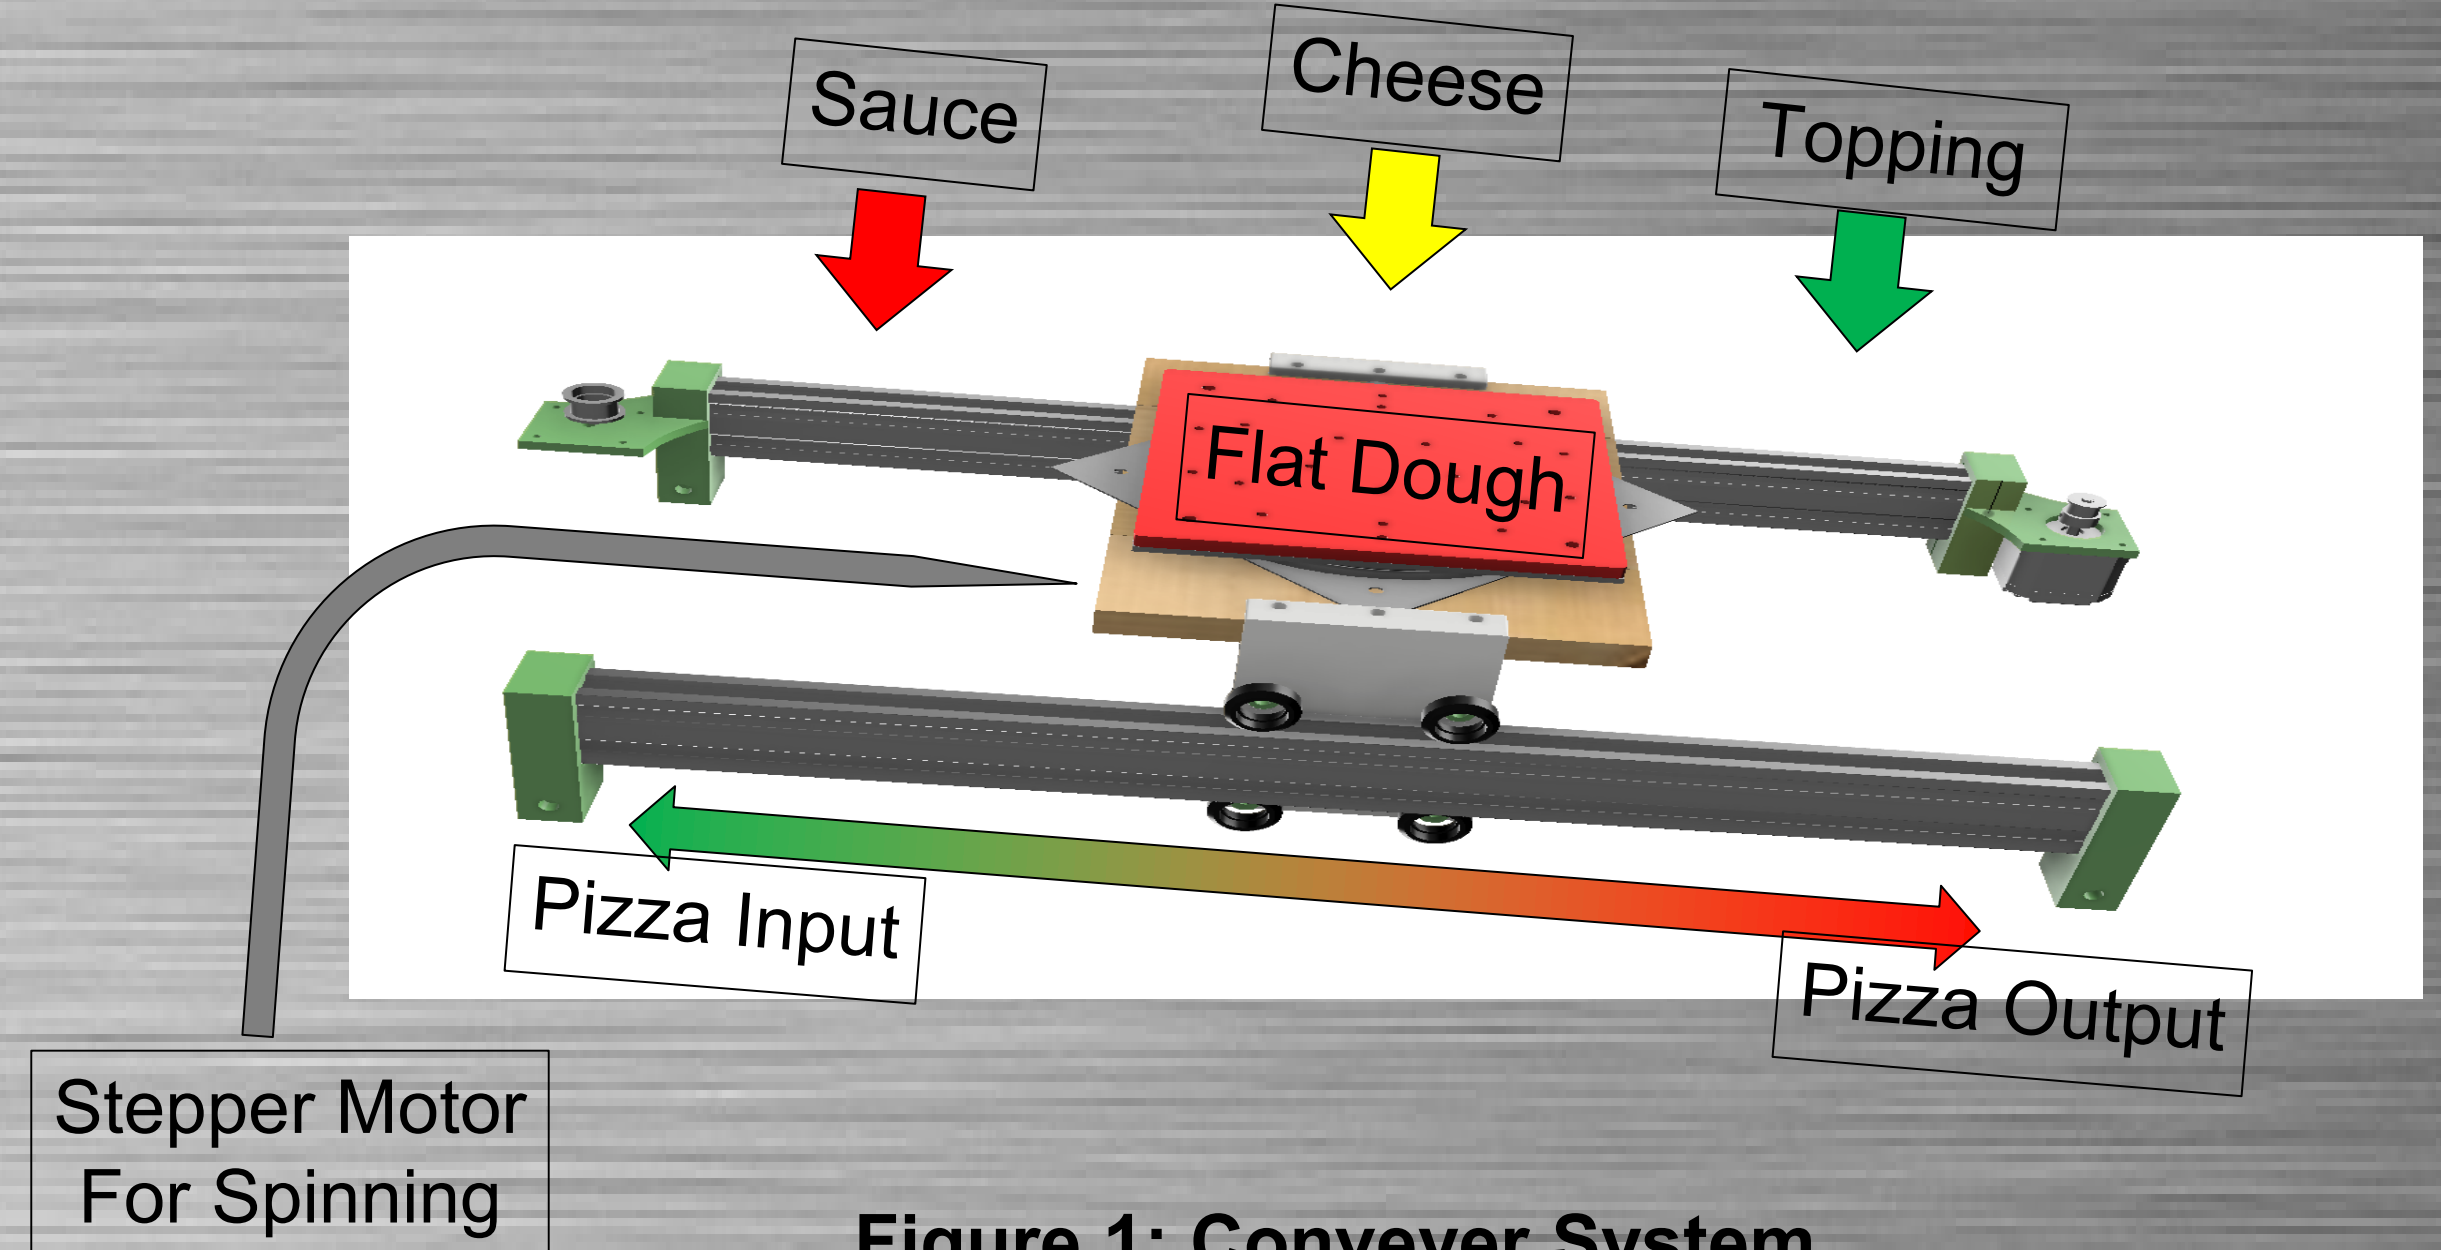 Sauce
Cheese
Topping
Flat Dough
Pizza Input
Pizza Output
Stepper Motor
For Spinning
Figure 1: Conveyer System